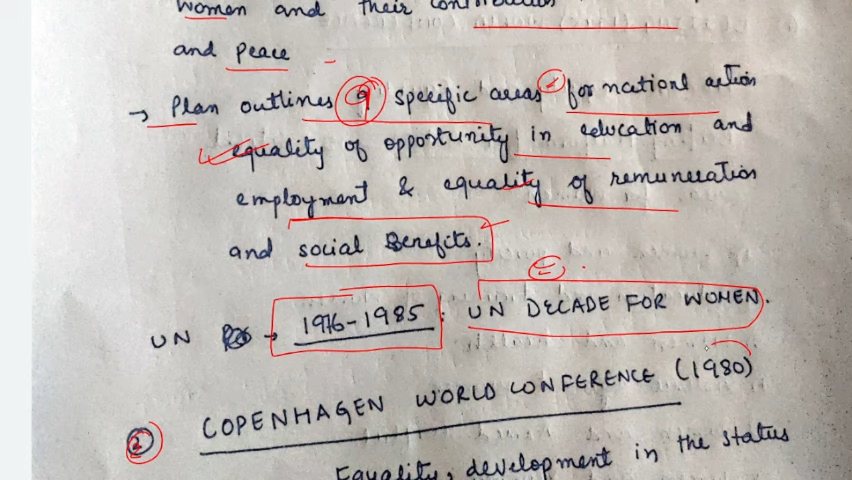 women and their contribution
and peace
→ Plan outlines 9 specific areas for national action
equality of opportunity in education and
employment & equality of remuneration
and social Benefits.
UN → 1976-1985: UN DECADE FOR WOMEN.
② COPENHAGEN WORLD CONFERENCE (1980)
Equality, development in the status